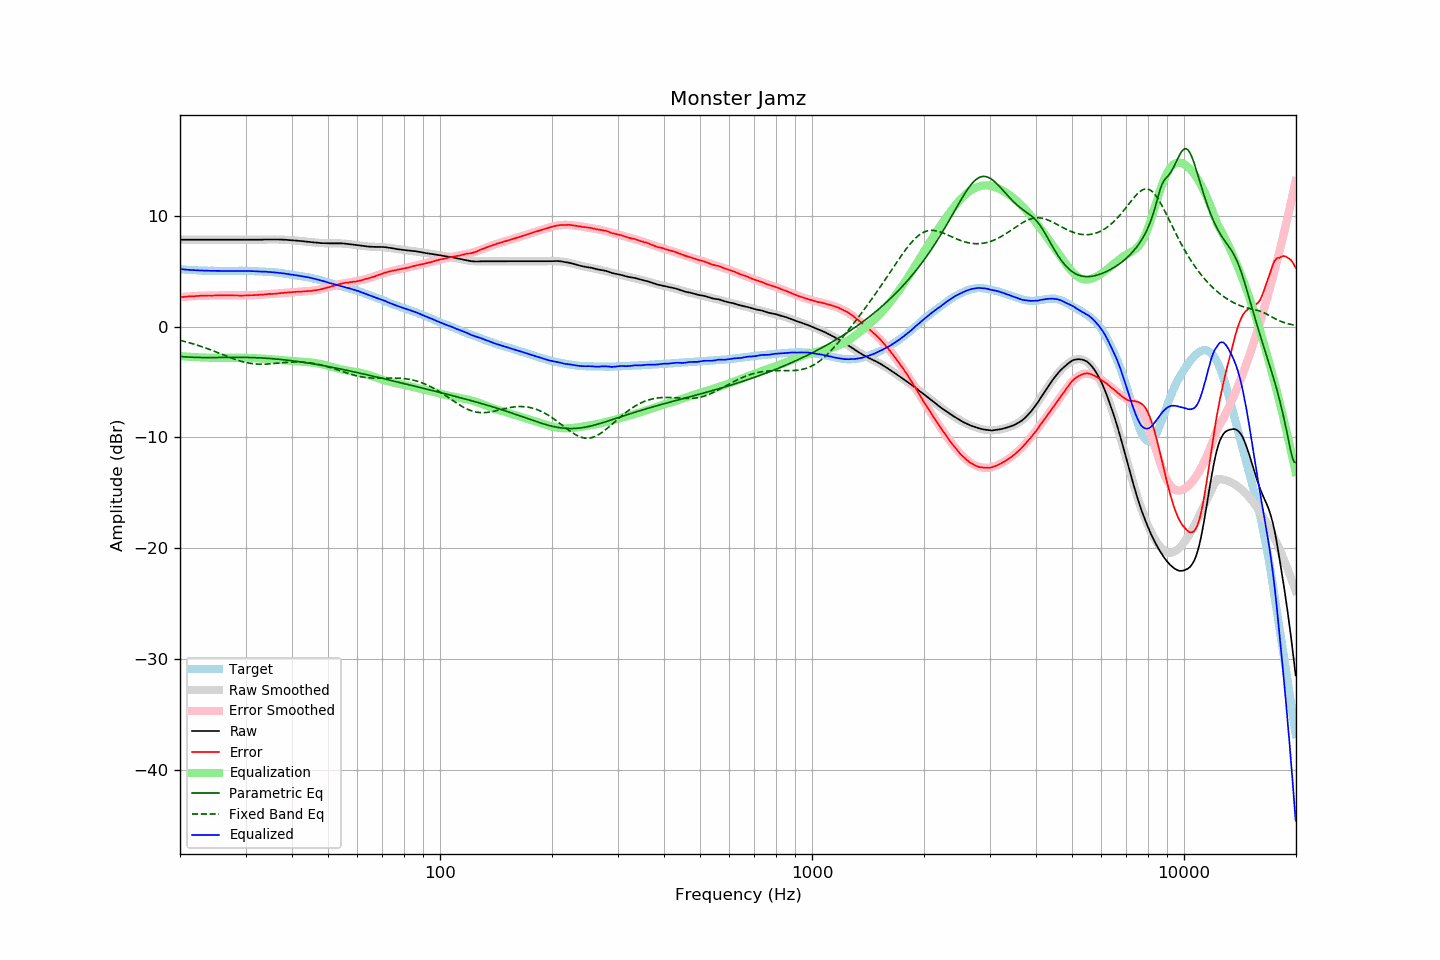 Monster Jamz
10
0
−10
−20
−30
−40
Amplitude (dBr)
Target
Raw Smoothed
Error Smoothed
Raw
Error
Equalization
Parametric Eq
Fixed Band Eq
Equalized
100
1000
10000
Frequency (Hz)